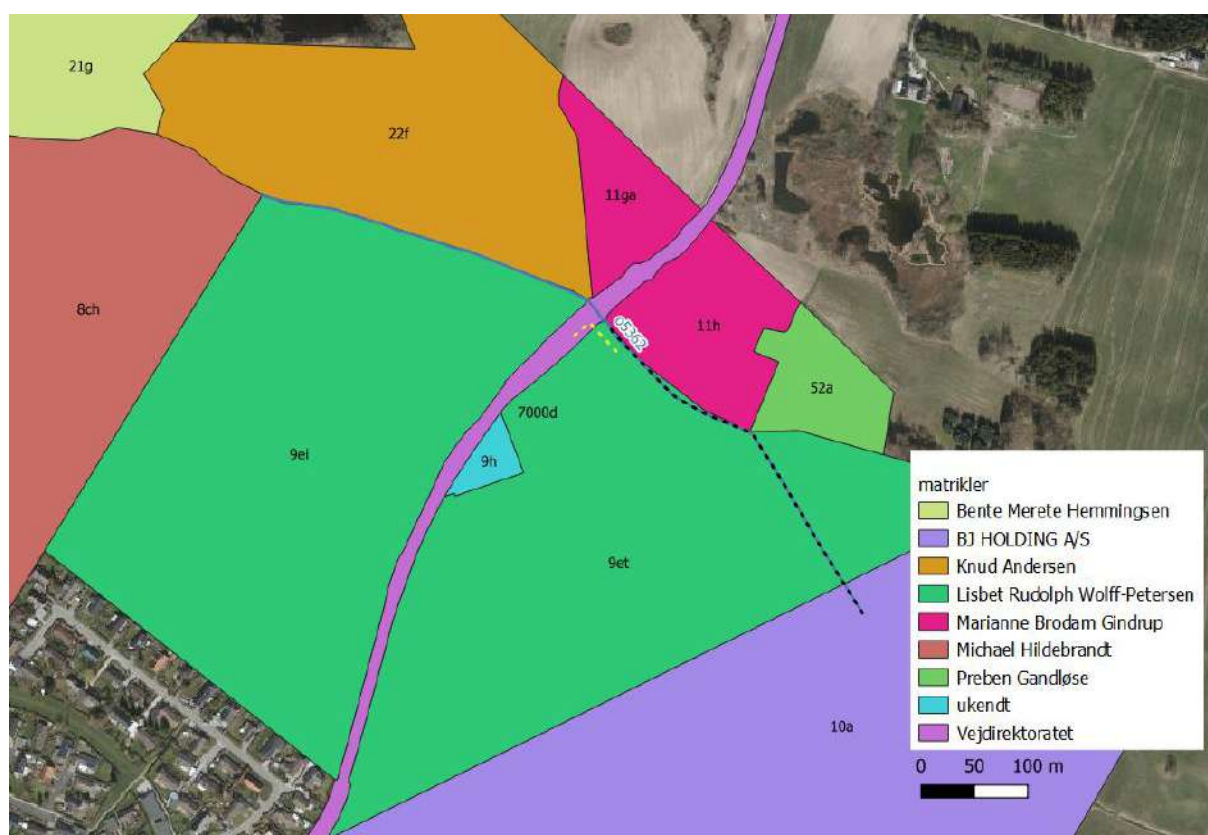 21g
22f
11ga
8ch
o5362
11h
52a
7000d
9ei
9h
9et
10a
matrikler
Bente Merete Hemmingsen
BJ HOLDING A/S
Knud Andersen
Lisbet Rudolph Wolff-Petersen
Marianne Brodam Gindrup
Michael Hildebrandt
Preben Gandløse
ukendt
Vejdirektoratet
0 50 100 m